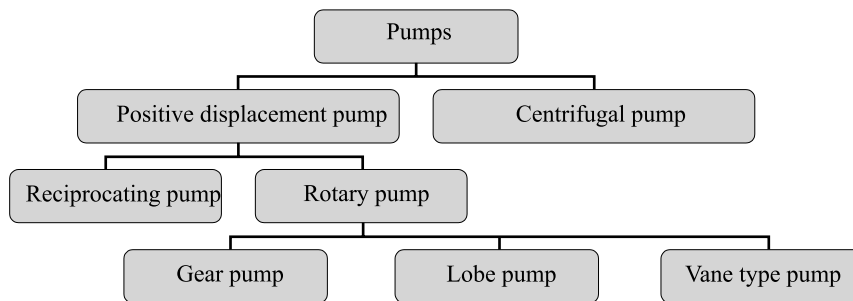 Pumps
Positive displacement pump
Centrifugal pump
Reciprocating pump
Rotary pump
Gear pump
Lobe pump
Vane type pump